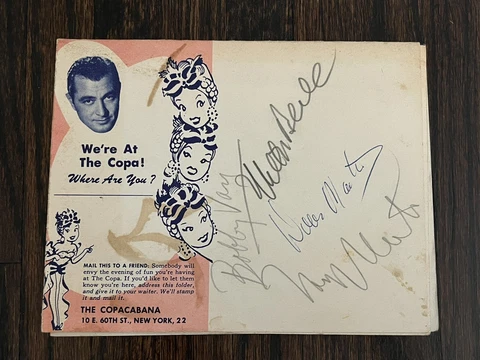 We're At
The Copa!
Where Are You?
MAIL THIS TO A FRIEND: Somebody will
envy the evening of fun you're having
at The Copa. If you'd like to let them
know you're here, address this folder,
and give it to your waiter. We'll stamp
it and mail it.
THE COPACABANA
10 E. 60TH ST., NEW YORK, 22
Bobby Van